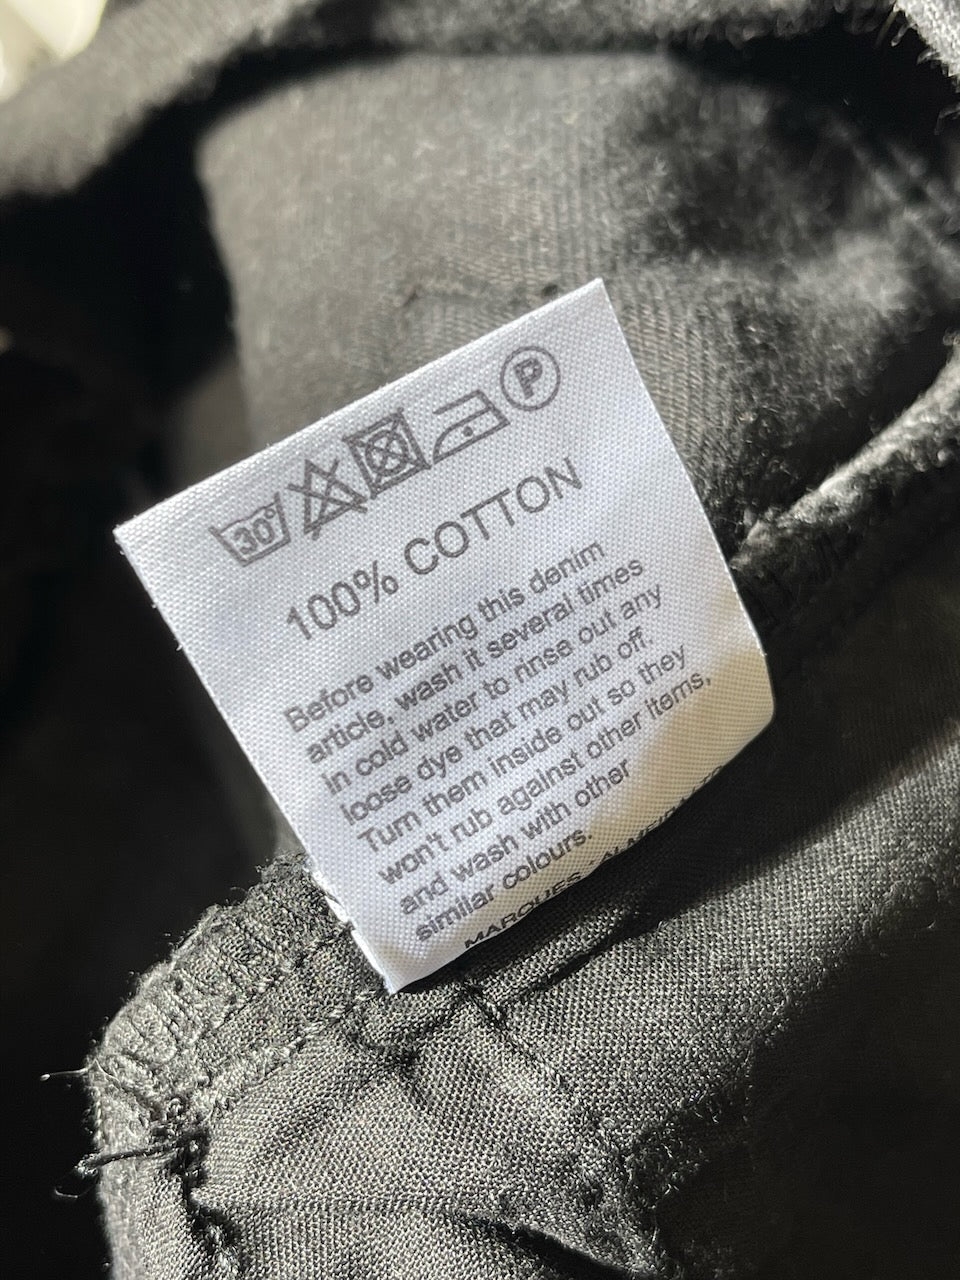 30°
P
100% COTTON
Before wearing this denim
article, wash it several times
in cold water to rinse out any
loose dye that may rub off.
Turn them inside out so they
won't rub against other items,
and wash with other
similar colours.
MARQUES